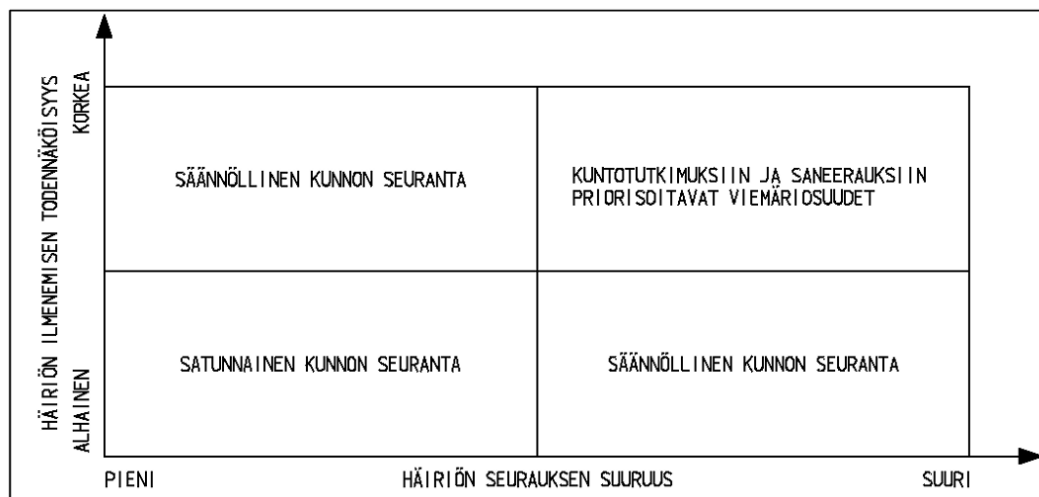 HÄIRIÖN ILMENEMISEN TODENNÄKÖISYYS
KORKEA
ALHAINEN
SÄÄNNÖLLINEN KUNNON SEURANTA
KUNTOTUTKIMUKSIIN JA SANEERAUKSIIN
PRIORISOITAVAT VIEMÄRIOSUUDET
SATUNNAINEN KUNNON SEURANTA
SÄÄNNÖLLINEN KUNNON SEURANTA
PIENI
HÄIRIÖN SEURAUKSEN SUURUUS
SUURI